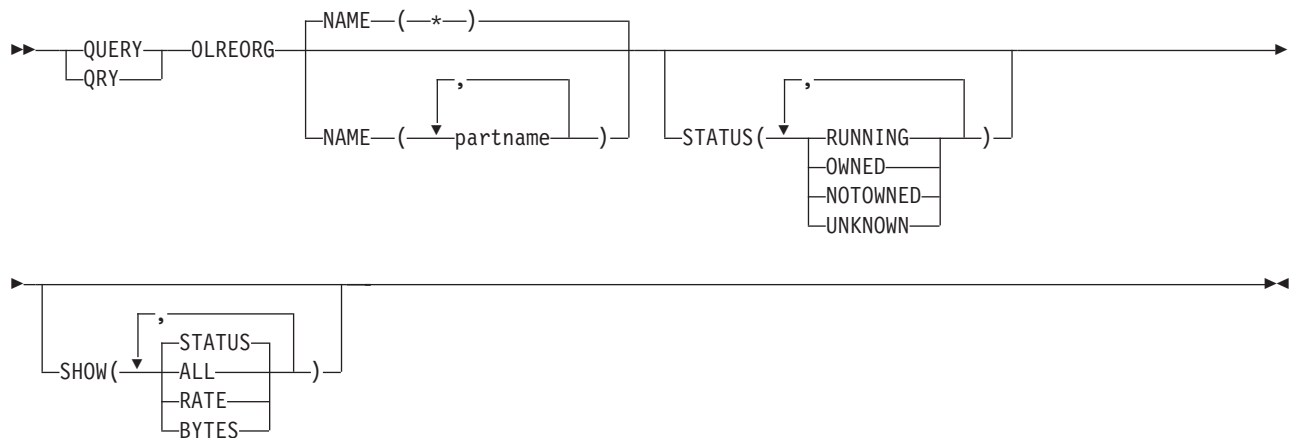 NAME ( * )
QUERY OLREORG
QRY
, ,
NAME ( partname ) STATUS( RUNNING )
OWNED
NOTOWNED
UNKNOWN
,
STATUS
SHOW( ALL )
RATE
BYTES